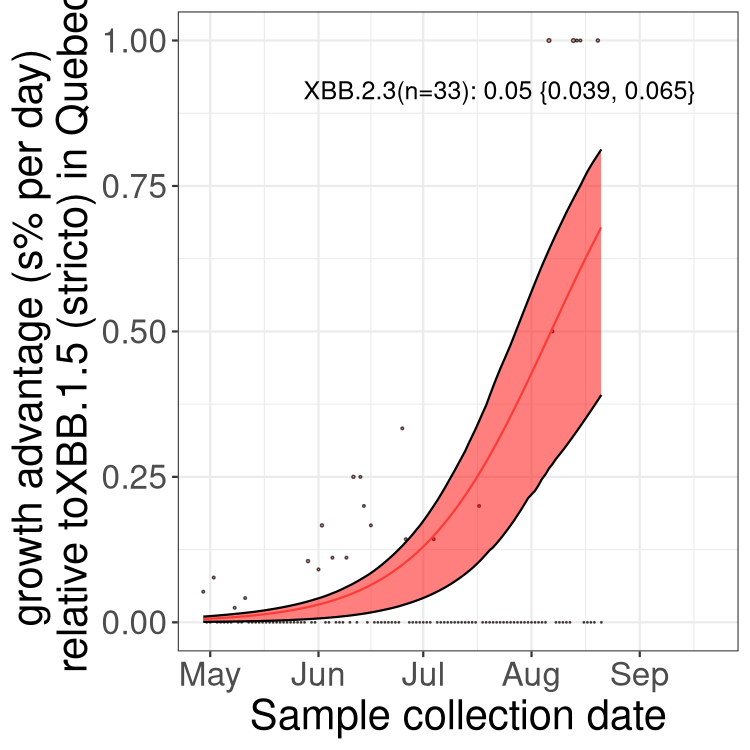 growth advantage (s% per day)
relative toXBB.1.5 (stricto) in Quebec
1.00
0.75
0.50
0.25
0.00
XBB.2.3(n=33): 0.05 {0.039, 0.065}
May Jun Jul Aug Sep
Sample collection date